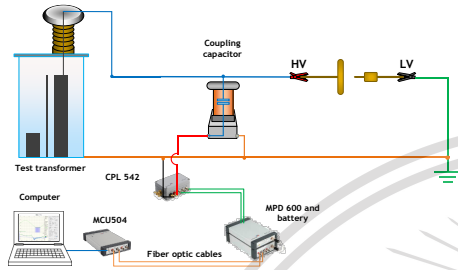 Coupling
capacitor
HV
LV
Test transformer
CPL 542
Computer
MCU504
MPD 600 and
battery
Fiber optic cables